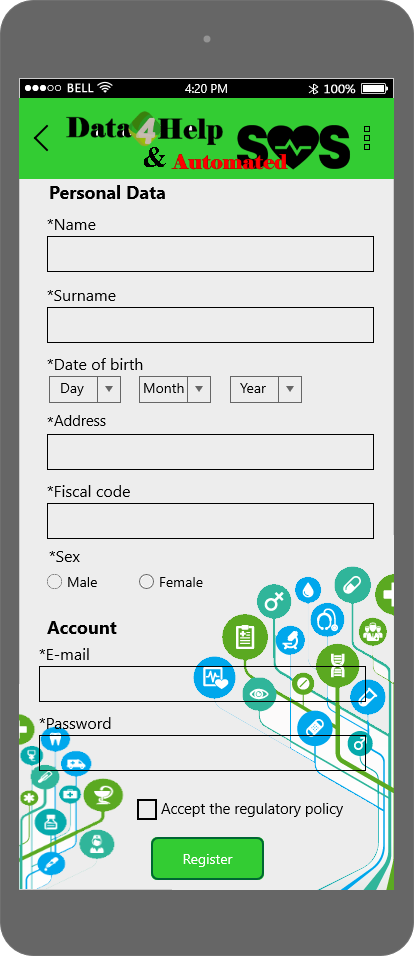 BELL 4:20 PM 100%
Data4Help
& Automated SOS
Personal Data
*Name
*Surname
*Date of birth
Day Month Year
*Address
*Fiscal code
*Sex
Male Female
Account
*E-mail
*Password
Accept the regulatory policy
Register